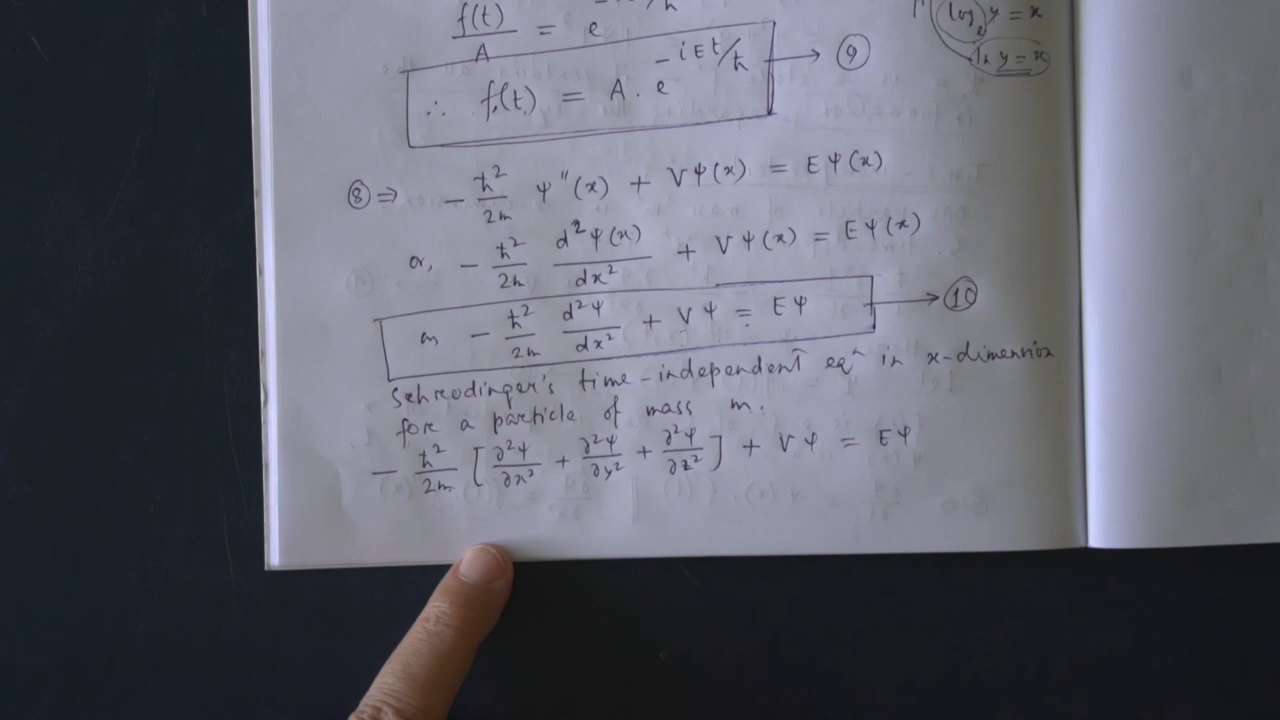 f(t)/A = e
log_e y = x
ln y = x
∴ f(t) = A . e^{-iEt/ħ} → ⑨
⑧ ⇒ - ħ²/2m ψ''(x) + Vψ(x) = Eψ(x)
or, - ħ²/2m d²ψ(x)/dx² + Vψ(x) = Eψ(x)
- ħ²/2m d²ψ/dx² + Vψ = Eψ → ⑩
Schrodinger's time-independent eqⁿ in x-dimension
for a particle of mass m.
- ħ²/2m [∂²ψ/∂x² + ∂²ψ/∂y² + ∂²ψ/∂z²] + Vψ = Eψ